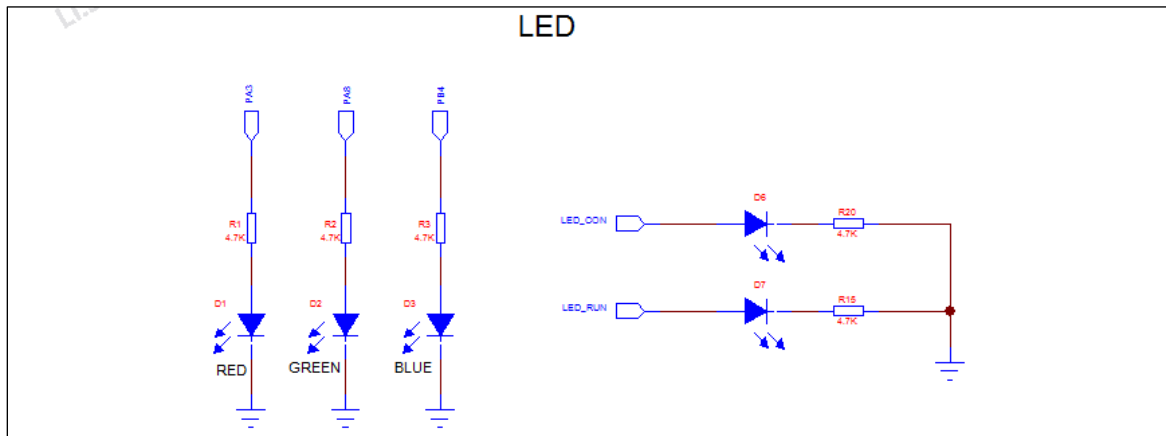 LED
PA3
PA8
PB4
R1
4.7K
R2
4.7K
R3
4.7K
D1
D2
D3
RED
GREEN
BLUE
D6
LED_CON
R20
4.7K
D7
LED_RUN
R15
4.7K